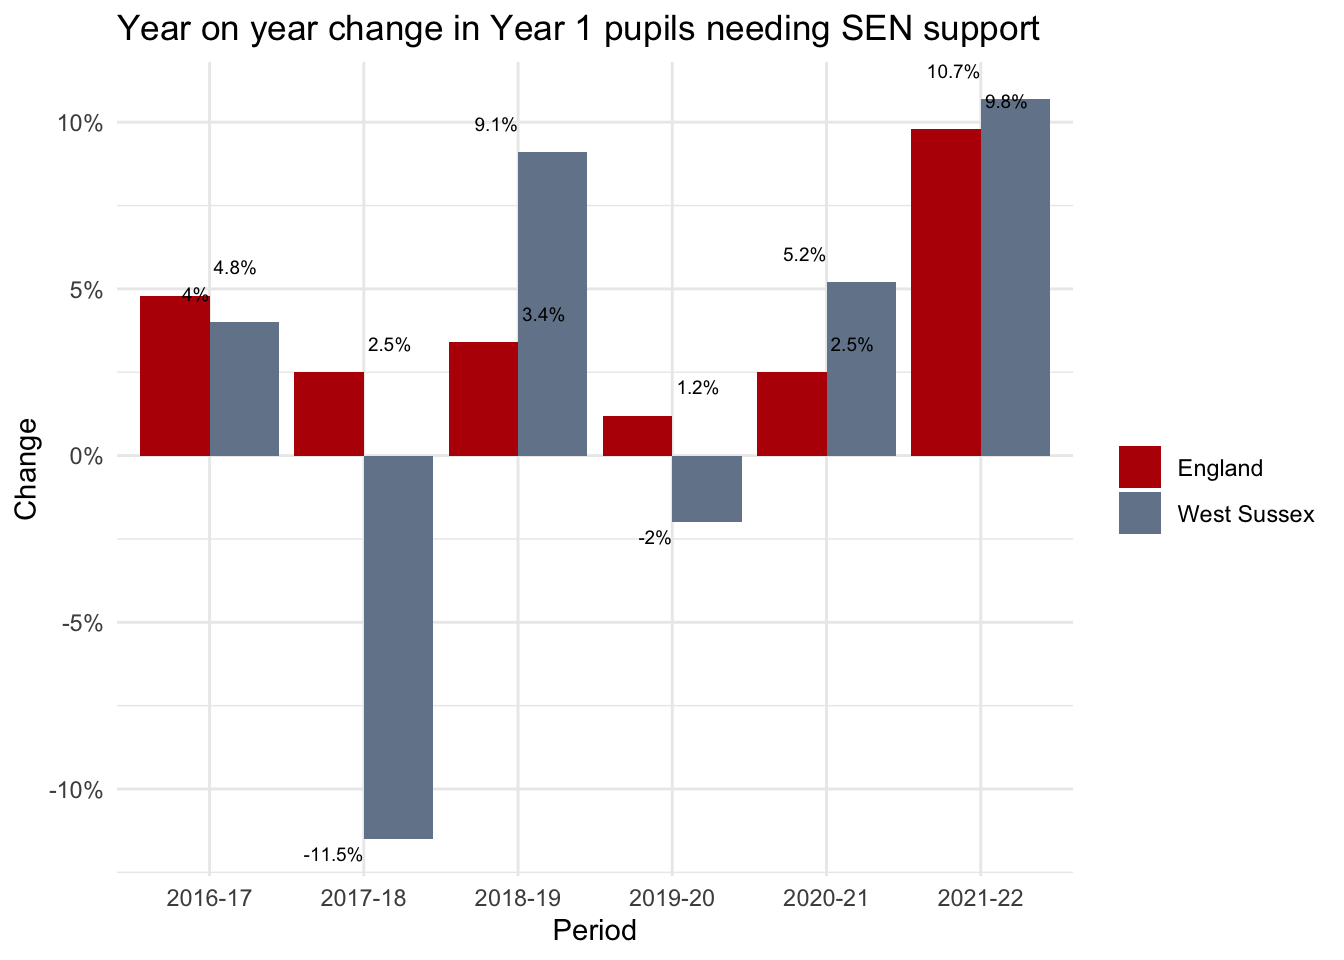 Year on year change in Year 1 pupils needing SEN support
10.7%
9.8%
10%
9.1%
5.2%
4.8%
4%
5%
2.5%
3.4%
2.5%
1.2%
0%
Change
England
West Sussex
-2%
-5%
-10%
-11.5%
2016-17 2017-18 2018-19 2019-20 2020-21 2021-22
Period